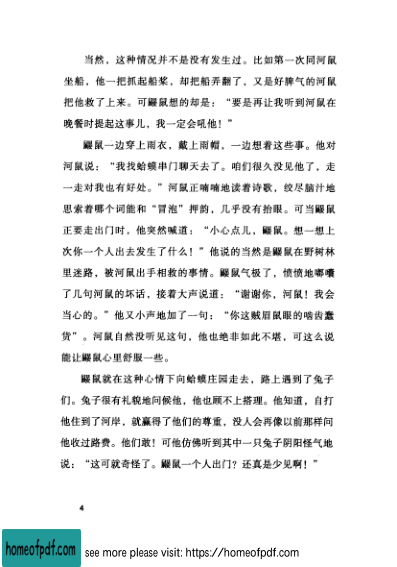 当然，这种情况并不是没有发生过。比如第一次同河鼠
坐船，他一把抓起船桨，却把船弄翻了，又是好脾气的河鼠
把他救了上来。可鼹鼠想的却是：“要是再让我听到河鼠在
晚餐时提起这事儿，我一定会吼他！”
鼹鼠一边穿上雨衣，戴上雨帽，一边想着这些事。他对
河鼠说：“我找蛤蟆串门聊天去了。咱们很久没见他了，走
一走对我也有好处。”河鼠正喃喃地读着诗歌，绞尽脑汁地
思索着哪个词能和“冒泡”押韵，几乎没有抬眼。可当鼹鼠
正要走出门时，他突然喊道：“小心点儿，鼹鼠。想一想上
次你一个人出去发生了什么！”他说的当然是鼹鼠在野树林
里迷路，被河鼠出手相救的事情。鼹鼠气极了，愤愤地嘟囔
了几句河鼠的坏话，接着大声说道：“谢谢你，河鼠！我会
当心的。”他又小声地加了一句：“你这贼眉鼠眼的啮齿蠢
货”。河鼠自然没听见这句，他也绝非如此不堪，可这么说
能让鼹鼠心里舒服一些。
鼹鼠就在这种心情下向蛤蟆庄园走去，路上遇到了兔子
们。兔子很有礼貌地问候他，他也顾不上搭理。他知道，自打
他住到了河岸，就赢得了他们的尊重，没人会再像以前那样问
他收过路费。他们敢！可他仿佛听到其中一只兔子阴阳怪气地
说：“这可就奇怪了。鼹鼠一个人出门？还真是少见啊！”
4
homeofpdf.com
see more please visit: https://homeofpdf.com